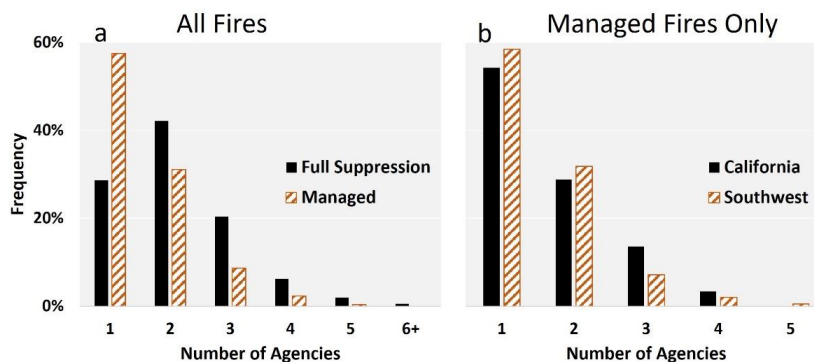 a All Fires
60%
40%
20%
0%
Frequency
Full Suppression
Managed
1 2 3 4 5 6+
Number of Agencies
b Managed Fires Only
California
Southwest
1 2 3 4 5
Number of Agencies